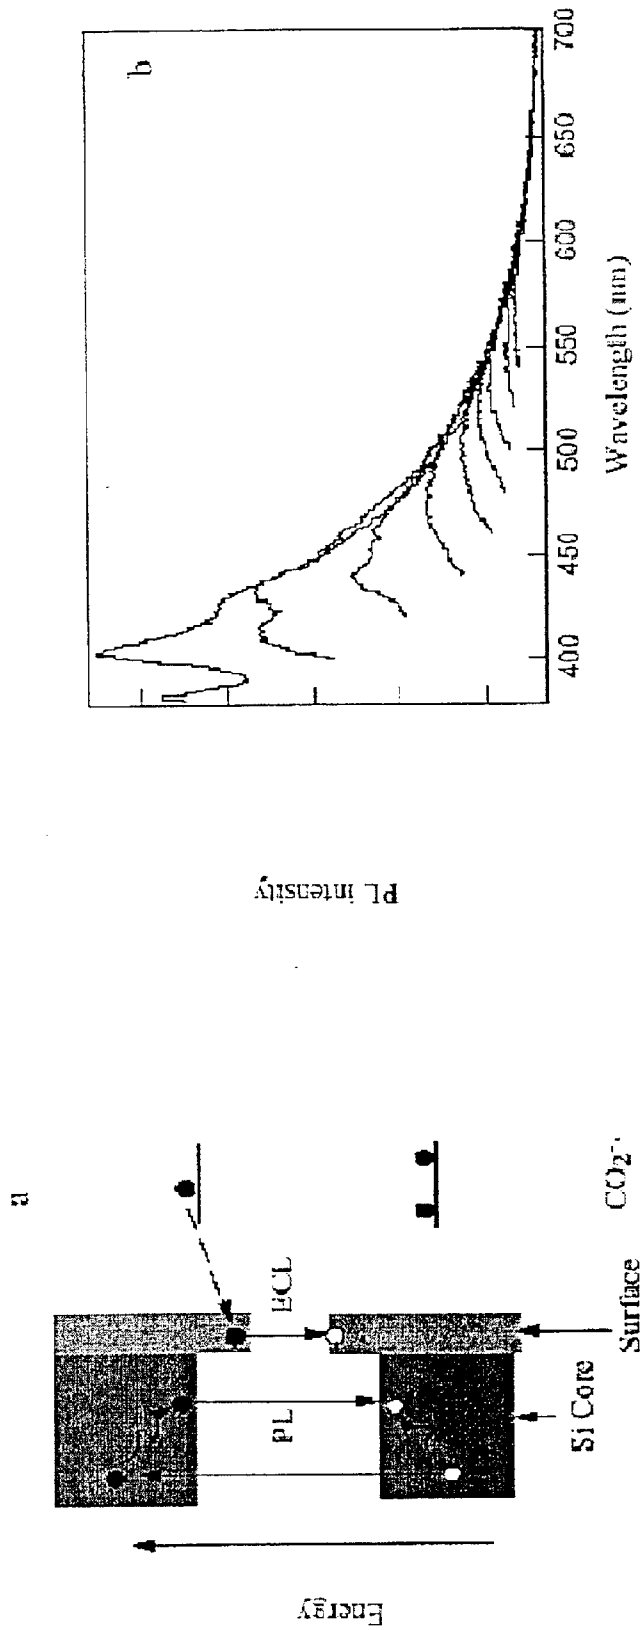 a
Energy
PL
ECL
Si Core
Surface
CO₂⁻·
b
PL intensity
400
450
500
550
600
650
700
Wavelength (nm)